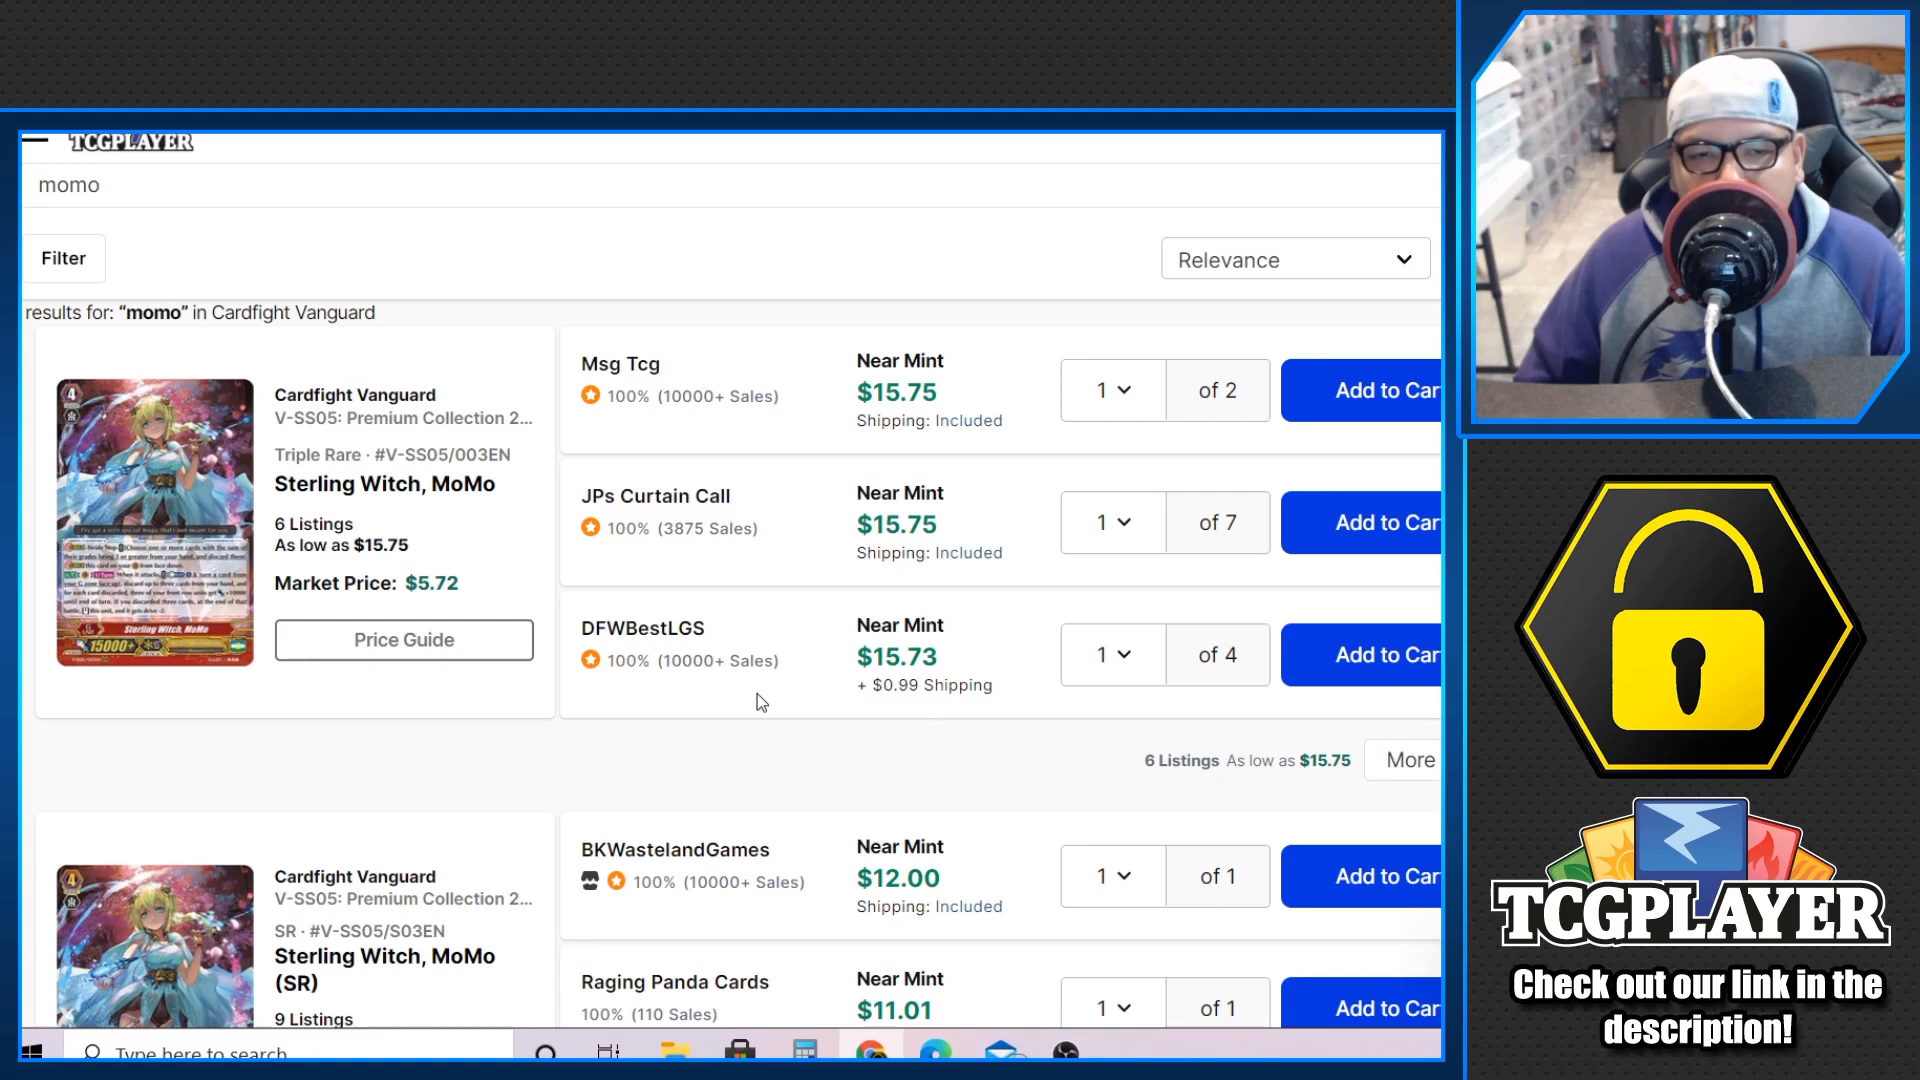 TCGPLAYER
momo
Filter
Relevance
results for: “momo” in Cardfight Vanguard
Cardfight Vanguard
V-SS05: Premium Collection 2...
Triple Rare · #V-SS05/003EN
Sterling Witch, MoMo
6 Listings
As low as $15.75
Market Price: $5.72
Price Guide
4
Sterling Witch, MoMo
15000+
Msg Tcg
100% (10000+ Sales)
Near Mint
$15.75
Shipping: Included
1
of 2
Add to Car
JPs Curtain Call
100% (3875 Sales)
Near Mint
$15.75
Shipping: Included
1
of 7
Add to Car
DFWBestLGS
100% (10000+ Sales)
Near Mint
$15.73
+ $0.99 Shipping
1
of 4
Add to Car
6 Listings As low as $15.75
More
4
Cardfight Vanguard
V-SS05: Premium Collection 2...
SR · #V-SS05/S03EN
Sterling Witch, MoMo
(SR)
9 Listings
BKWastelandGames
100% (10000+ Sales)
Near Mint
$12.00
Shipping: Included
1
of 1
Add to Car
Raging Panda Cards
100% (110 Sales)
Near Mint
$11.01
1
of 1
Add to Car
Type here to search
TCGPLAYER
Check out our link in the
description!